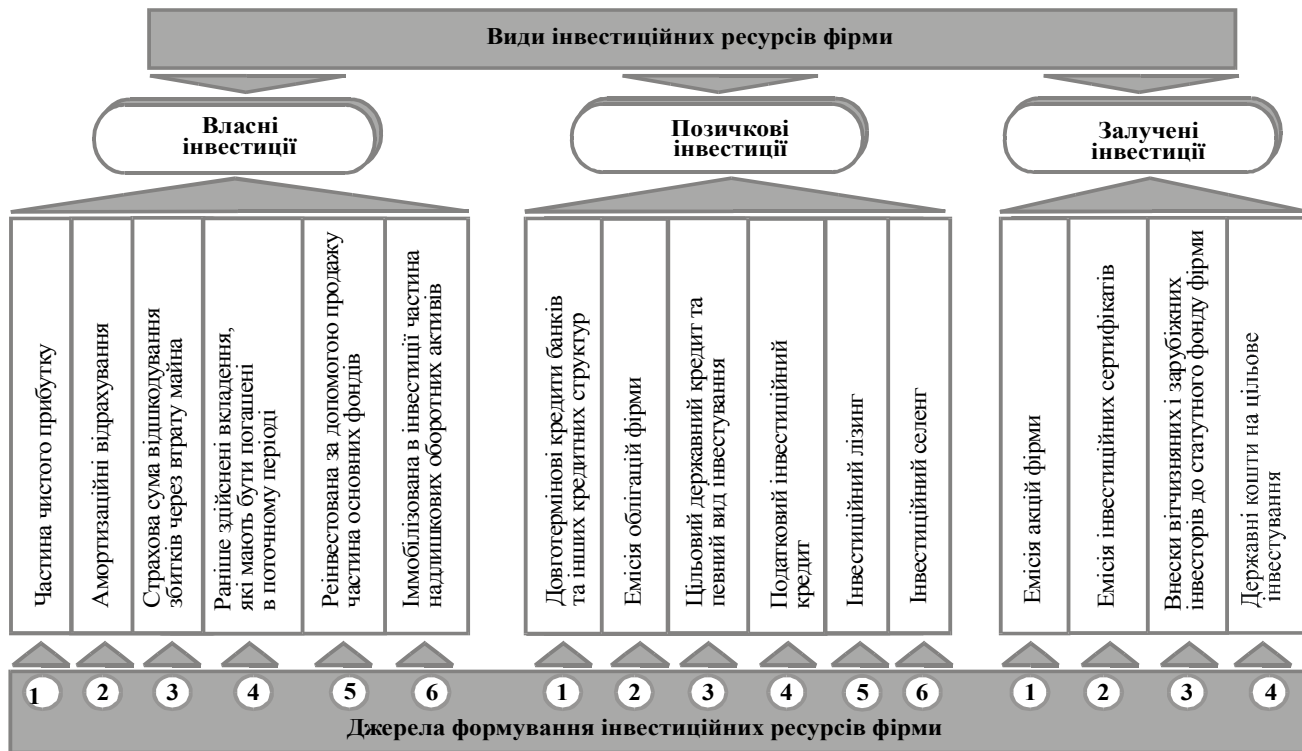 Види інвестиційних ресурсів фірми
Власні
інвестиції
Позичкові
інвестиції
Залучені
інвестиції
Частина чистого прибутку
Амортизаційні відрахування
Страхова сума відшкодування
збитків через втрату майна
Раніше здійснені вкладення,
які мають бути погашені
в поточному періоді
Реінвестована за допомогою продажу
частина основних фондів
Іммобілізована в інвестиції частина
надлишкових оборотних активів
Довготермінові кредити банків
та інших кредитних структур
Емісія облігацій фірми
Цільовий державний кредит та
певний вид інвестування
Податковий інвестиційний
кредит
Інвестиційний лізинг
Інвестиційний селенг
Емісія акцій фірми
Емісія інвестиційних сертифікатів
Внески вітчизняних і зарубіжних
інвесторів до статутного фонду фірми
Державні кошти на цільове
інвестування
1 2 3 4 5 6 1 2 3 4 5 6 1 2 3 4
Джерела формування інвестиційних ресурсів фірми